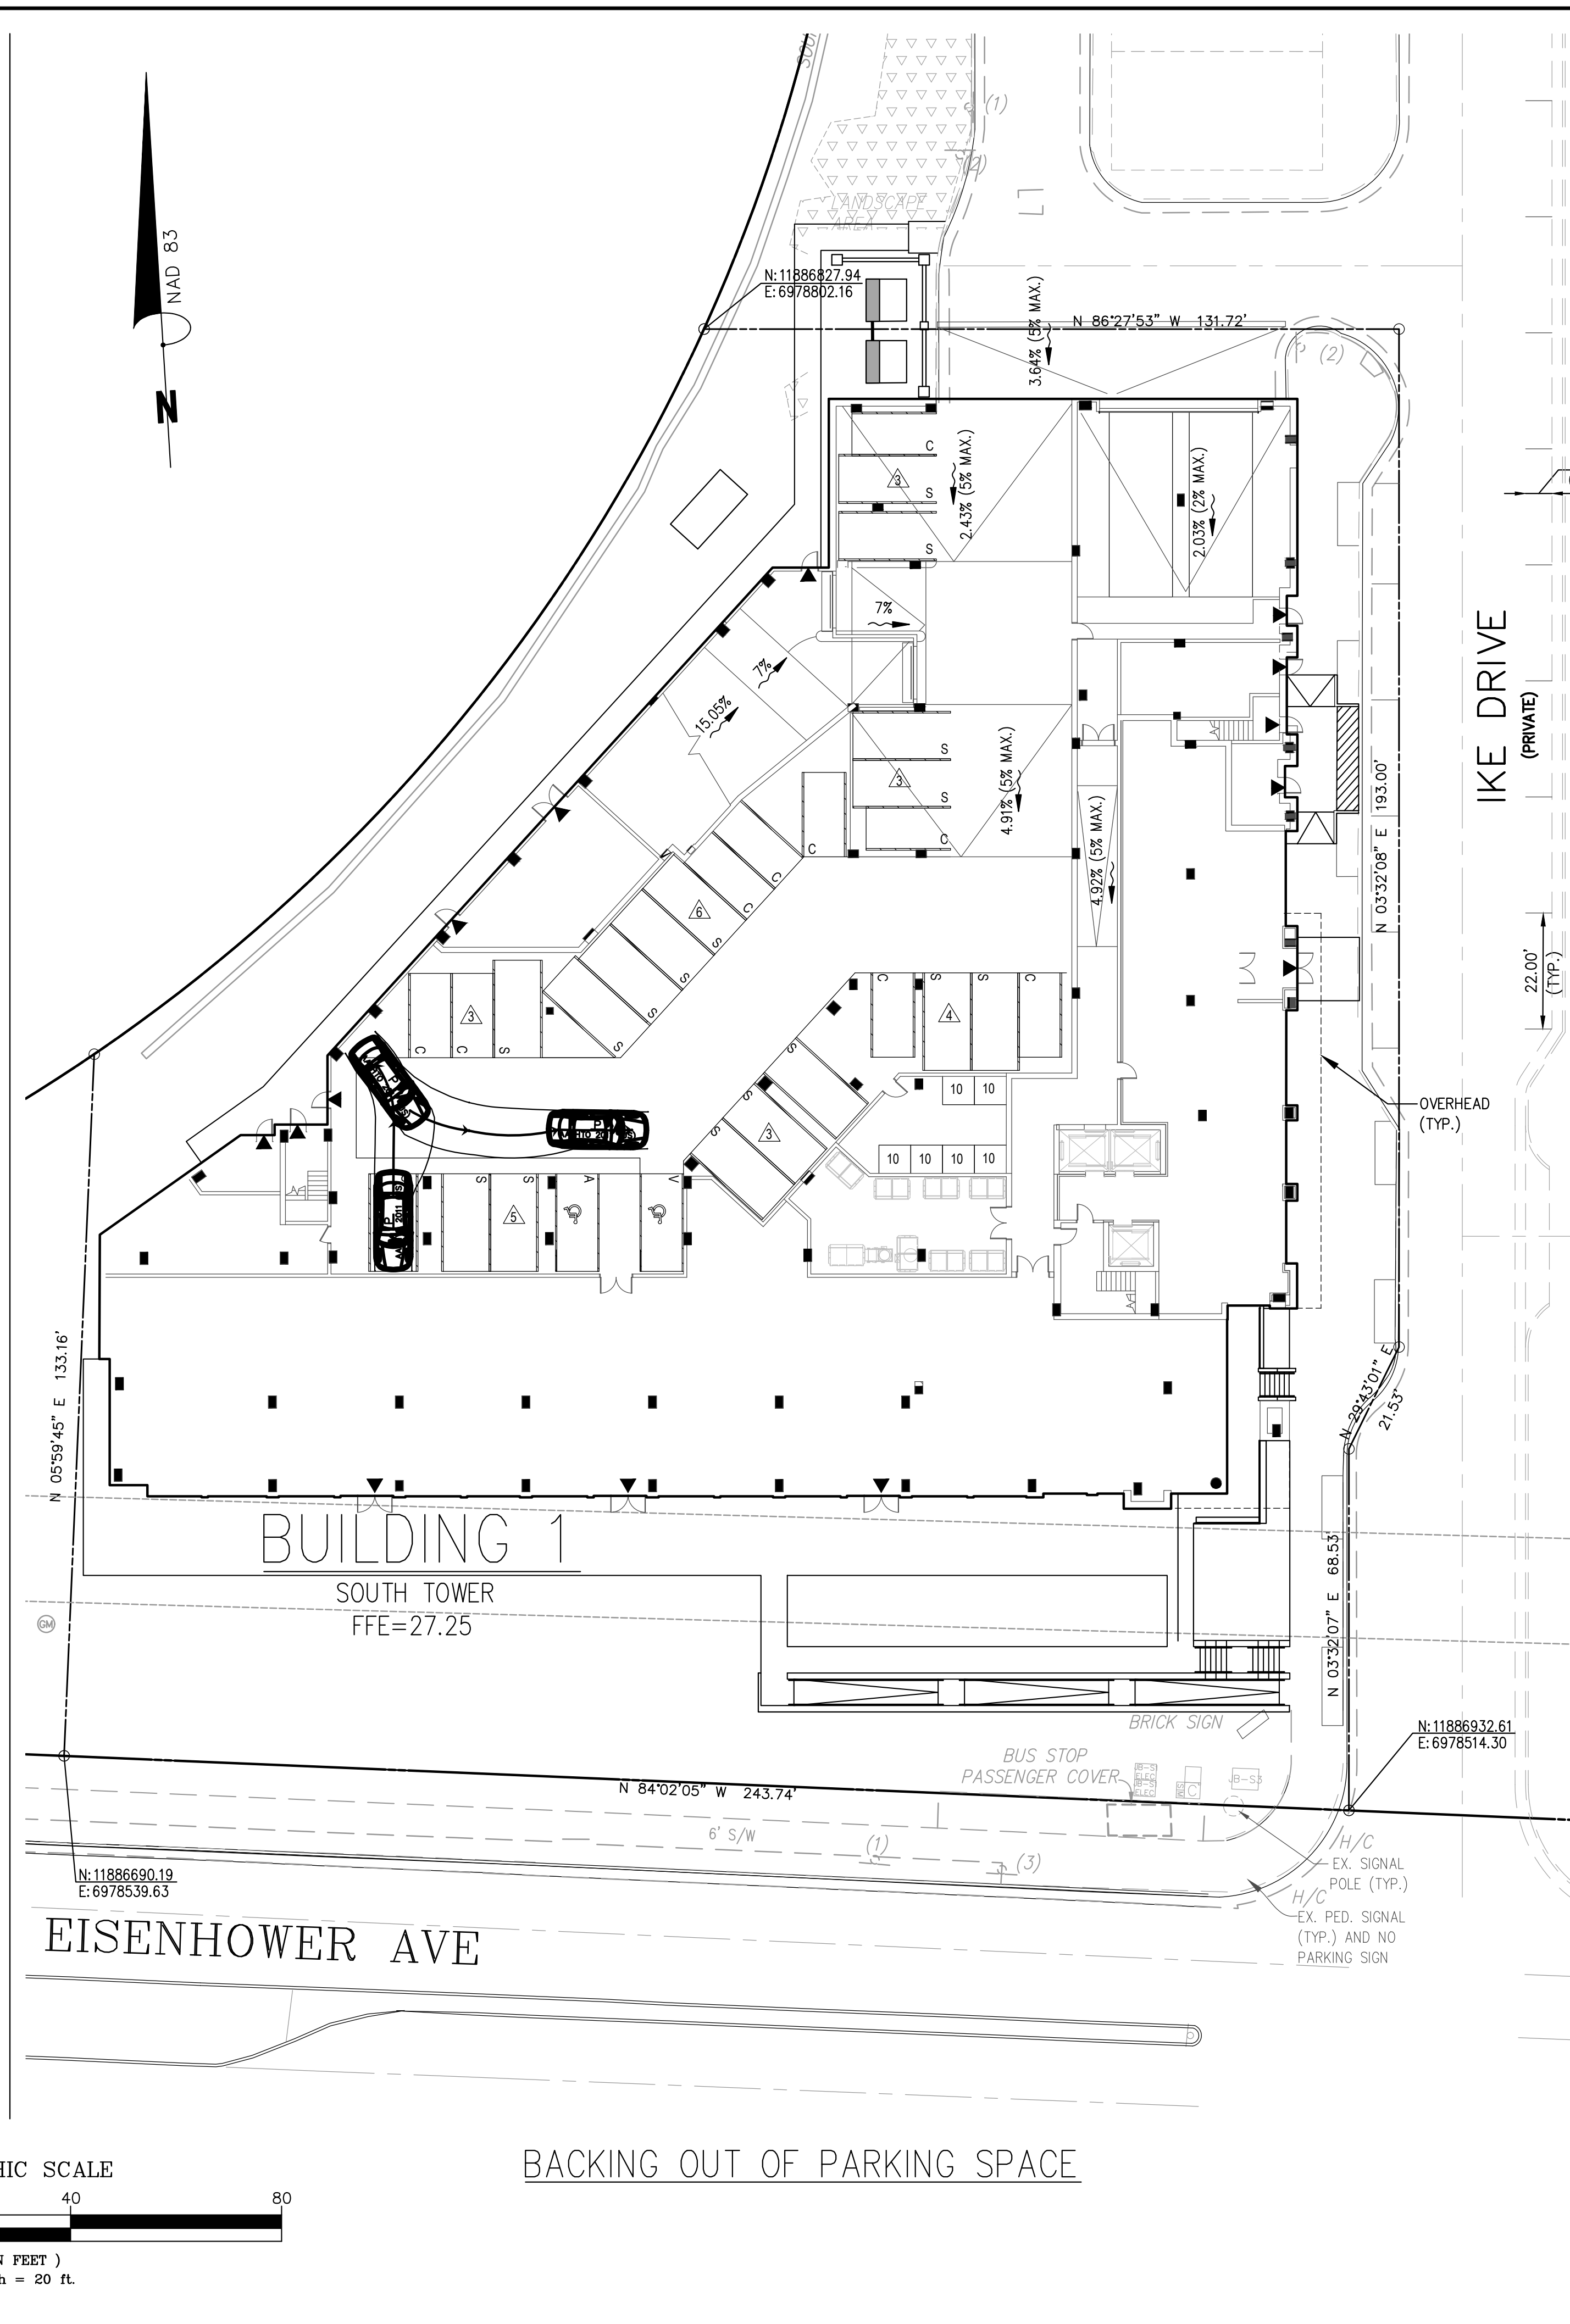 (1)
(2)
LANDSCAPE
AREA
NAD 83
N
N: 11886827.94
E: 6978802.16
3.64% (5% MAX.)
N 86°27'53" W 131.72'
(2)
C
3
S
S
2.43% (5% MAX.)
2.03% (2% MAX.)
7%
7%
15.05%
S
3
S
C
4.91% (5% MAX.)
4.92% (5% MAX.)
IKE DRIVE
(PRIVATE)
N 03°32'08" E 193.00'
22.00'
(TYP.)
C
C
C
6
S
S
S
S
3
C
C
S
C
S
S
C
4
S
S
S
3
10
10
10
10
10
10
OVERHEAD
(TYP.)
P
P
P
2011
S
S
5
A
V
N 05°59'45" E 133.16'
N 29°43'01" E
21.53'
BUILDING 1
SOUTH TOWER
FFE=27.25
GM
N 03°32'07" E 68.53'
BRICK SIGN
BUS STOP
PASSENGER COVER
JB-S3
C
N: 11886932.61
E: 6978514.30
N 84°02'05" W 243.74'
6' S/W
(1)
(3)
H/C
EX. SIGNAL
POLE (TYP.)
H/C
EX. PED. SIGNAL
(TYP.) AND NO
PARKING SIGN
N: 11886690.19
E: 6978539.63
EISENHOWER AVE
BACKING OUT OF PARKING SPACE
HIC SCALE
40
80
N FEET )
h = 20 ft.